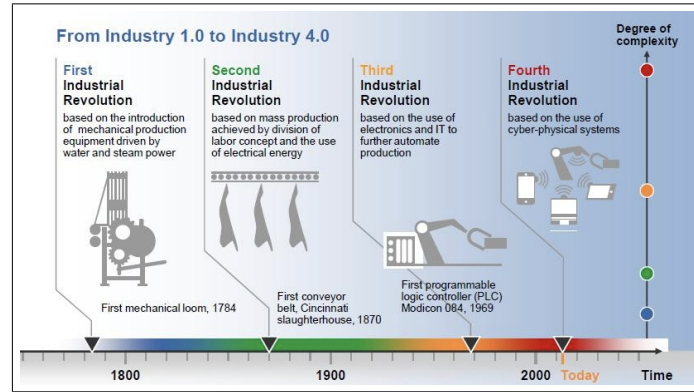 From Industry 1.0 to Industry 4.0
Degree of
complexity
First
Industrial
Revolution
based on the introduction
of mechanical production
equipment driven by
water and steam power
Second
Industrial
Revolution
based on mass production
achieved by division of
labor concept and the use
of electrical energy
Third
Industrial
Revolution
based on the use of
electronics and IT to
further automate
production
Fourth
Industrial
Revolution
based on the use of
cyber-physical systems
First mechanical loom, 1784
First conveyor
belt, Cincinnati
slaughterhouse, 1870
First programmable
logic controller (PLC)
Modicon 084, 1969
1800
1900
2000
Today
Time